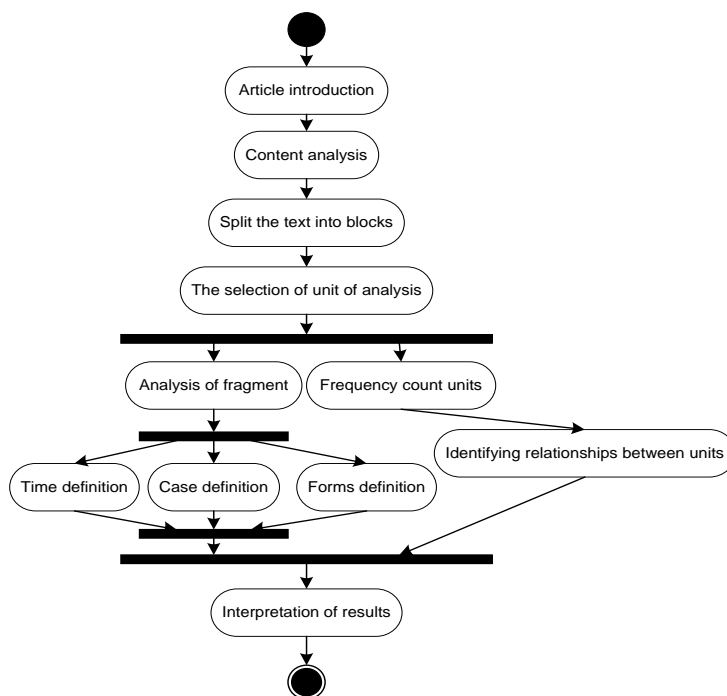 Article introduction
Content analysis
Split the text into blocks
The selection of unit of analysis
Analysis of fragment
Frequency count units
Identifying relationships between units
Time definition
Case definition
Forms definition
Interpretation of results